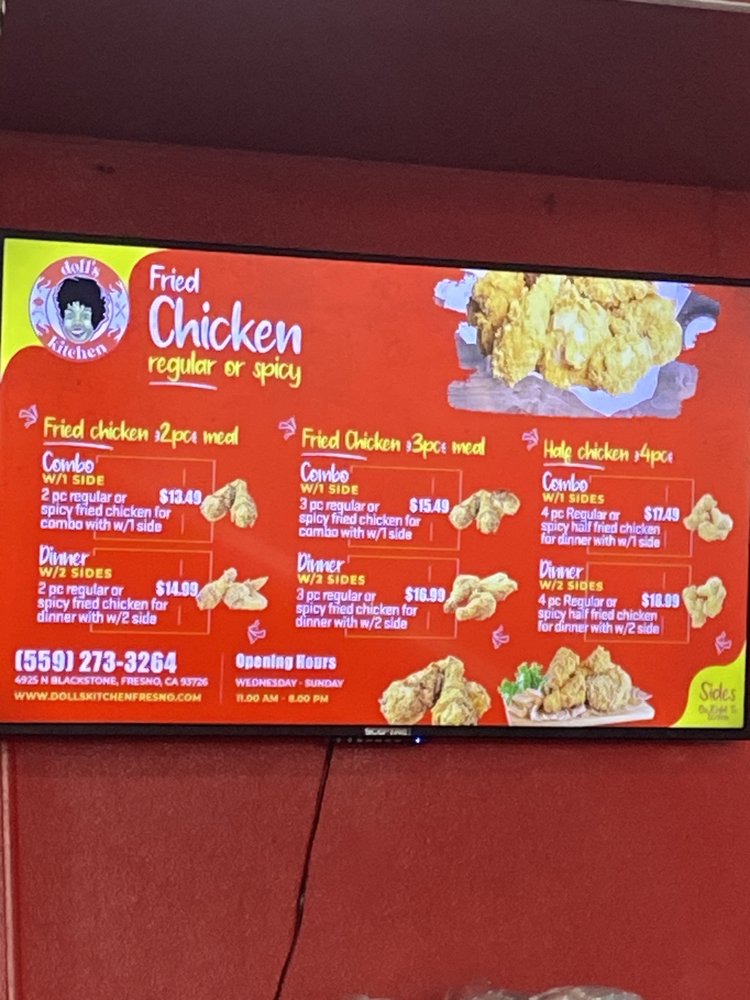 doll's
kitchen
Fried
Chicken
regular or spicy
Fried chicken 2pc meal
Combo
W/1 SIDE
2 pc regular or
spicy fried chicken for
combo with w/1 side
$13.49
Dinner
W/2 SIDES
2 pc regular or
spicy fried chicken for
dinner with w/2 side
$14.99
Fried Chicken 3pc meal
Combo
W/1 SIDE
3 pc regular or
spicy fried chicken for
combo with w/1 side
$15.49
Dinner
W/2 SIDES
3 pc regular or
spicy fried chicken for
dinner with w/2 side
$16.99
Half chicken 4pc
Combo
W/1 SIDES
4 pc Regular or
spicy half fried chicken
for dinner with w/1 side
$17.49
Dinner
W/2 SIDES
4 pc Regular or
spicy half fried chicken
for dinner with w/2 side
$18.99
(559) 273-3264
4925 N BLACKSTONE, FRESNO, CA 93726
WWW.DOLLSKITCHENFRESNO.COM
Opening Hours
WEDNESDAY - SUNDAY
11.00 AM - 8.00 PM
Sides
On Right Tv
Screen
SCEPTRE